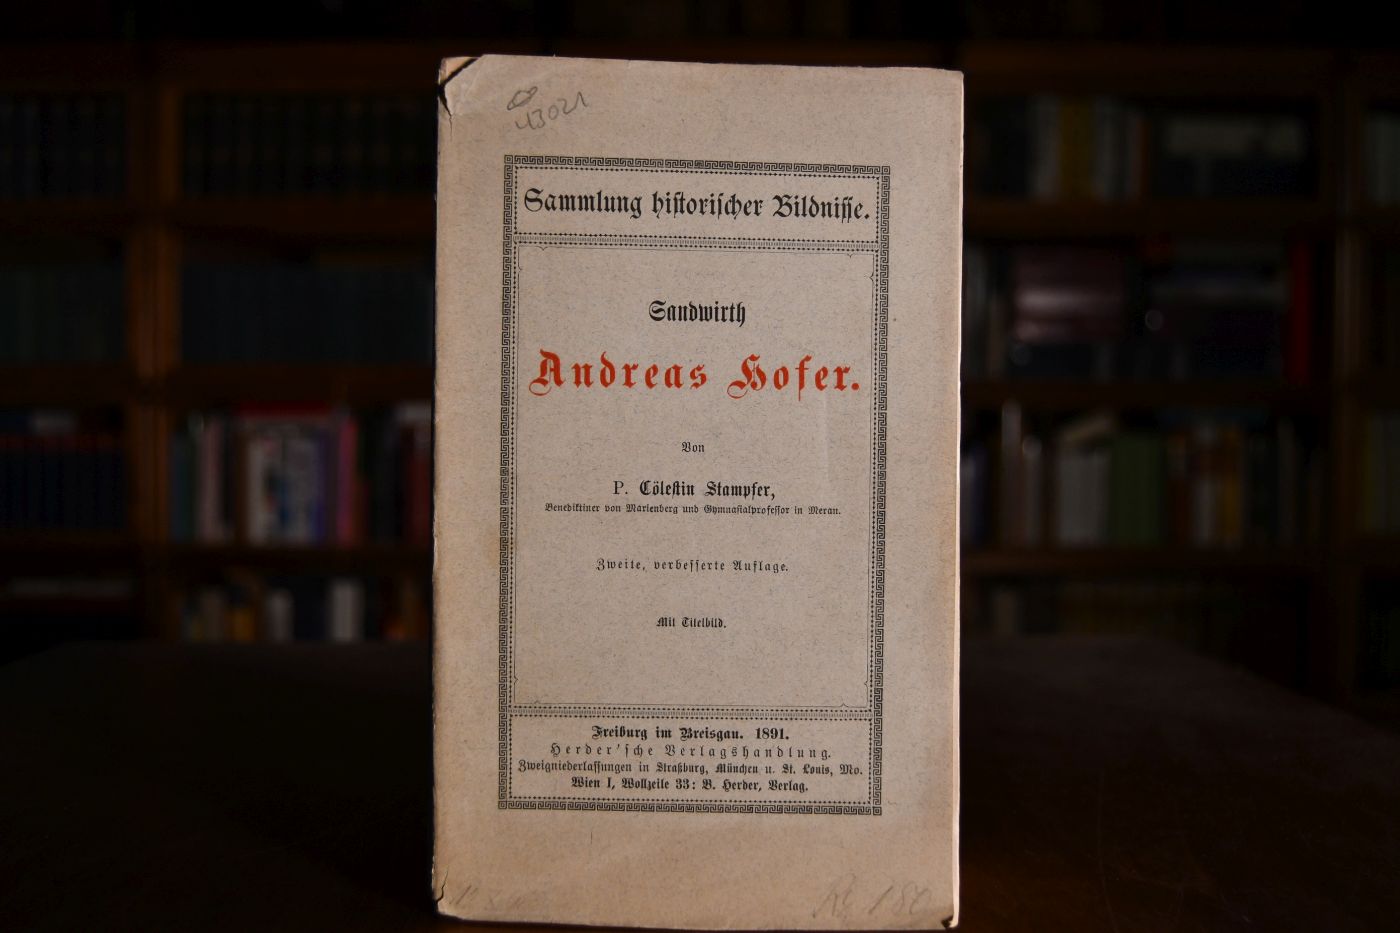 43021
Sammlung historischer Bildnisse.
Sandwirth
Andreas Hofer.
Von
P. Cölestin Stampfer,
Benediktiner von Marienberg und Gymnasialprofessor in Meran.
Zweite, verbesserte Auflage.
Mit Titelbild.
Freiburg im Breisgau. 1891.
Herder'sche Verlagshandlung.
Zweigniederlassungen in Straßburg, München u. St. Louis, Mo.
Wien I, Wollzeile 33: B. Herder, Verlag.